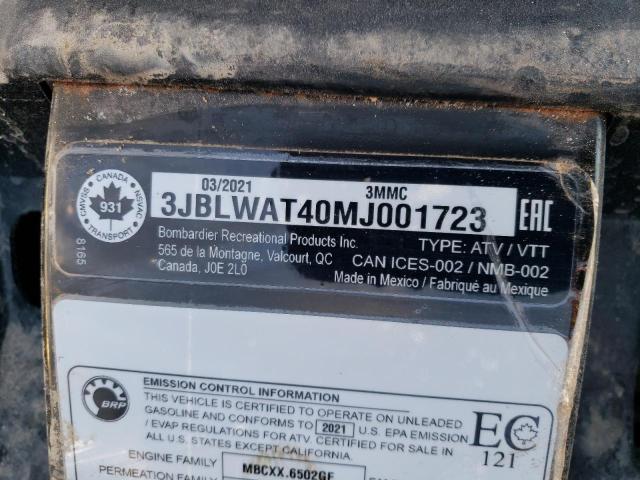 CANADA
CMVSS
NSVAC
931
TRANSPORT
8165
03/2021
3MMC
3JBLWAT40MJ001723
EAC
Bombardier Recreational Products Inc.
565 de la Montagne, Valcourt, QC
Canada, J0E 2L0
TYPE: ATV / VTT
CAN ICES-002 / NMB-002
Made in Mexico / Fabriqué au Mexique
BRP
EMISSION CONTROL INFORMATION
THIS VEHICLE IS CERTIFIED TO OPERATE ON UNLEADED
GASOLINE AND CONFORMS TO 2021 U.S. EPA EMISSION
/ EVAP REGULATIONS FOR ATV. CERTIFIED FOR SALE IN
ALL U.S. STATES EXCEPT CALIFORNIA.
EC
121
ENGINE FAMILY
MBCXX.6502GF
PERMEATION